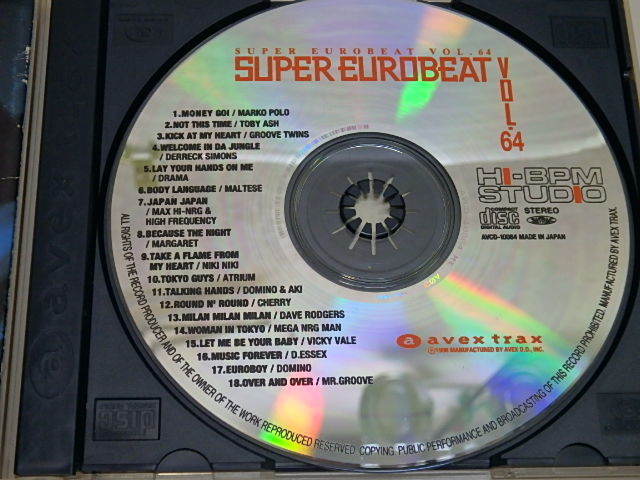 SUPER EUROBEAT VOL.64
SUPER EUROBEAT
VOL.64
1.MONEY GO! / MARKO POLO
2.NOT THIS TIME / TOBY ASH
3.KICK AT MY HEART / GROOVE TWINS
4.WELCOME IN DA JUNGLE
/ DERRECK SIMONS
5.LAY YOUR HANDS ON ME
/ DRAMA
6.BODY LANGUAGE / MALTESE
7.JAPAN JAPAN
/ MAX HI-NRG &
HIGH FREQUENCY
8.BECAUSE THE NIGHT
/ MARGARET
9.TAKE A FLAME FROM
MY HEART / NIKI NIKI
10.TOKYO GUYS / ATRIUM
11.TALKING HANDS / DOMINO & AKI
12.ROUND N' ROUND / CHERRY
13.MILAN MILAN MILAN / DAVE RODGERS
14.WOMAN IN TOKYO / MEGA NRG MAN
15.LET ME BE YOUR BABY / VICKY VALE
16.MUSIC FOREVER / D.ESSEX
17.EUROBOY / DOMINO
18.OVER AND OVER / MR.GROOVE
HI-BPM
STUDIO
COMPACT
disc
DIGITAL AUDIO
STEREO
AVCD-10064 MADE IN JAPAN
a avex trax
MANUFACTURED BY AVEX D.D., INC.
ALL RIGHTS OF THE RECORD PRODUCER AND OF THE OWNER OF THE WORK REPRODUCED RESERVED. COPYING. PUBLIC PERFORMANCE AND BROADCASTING OF THIS RECORD PROHIBITED. MANUFACTURED BY AVEX TRAX.
a avex
disc